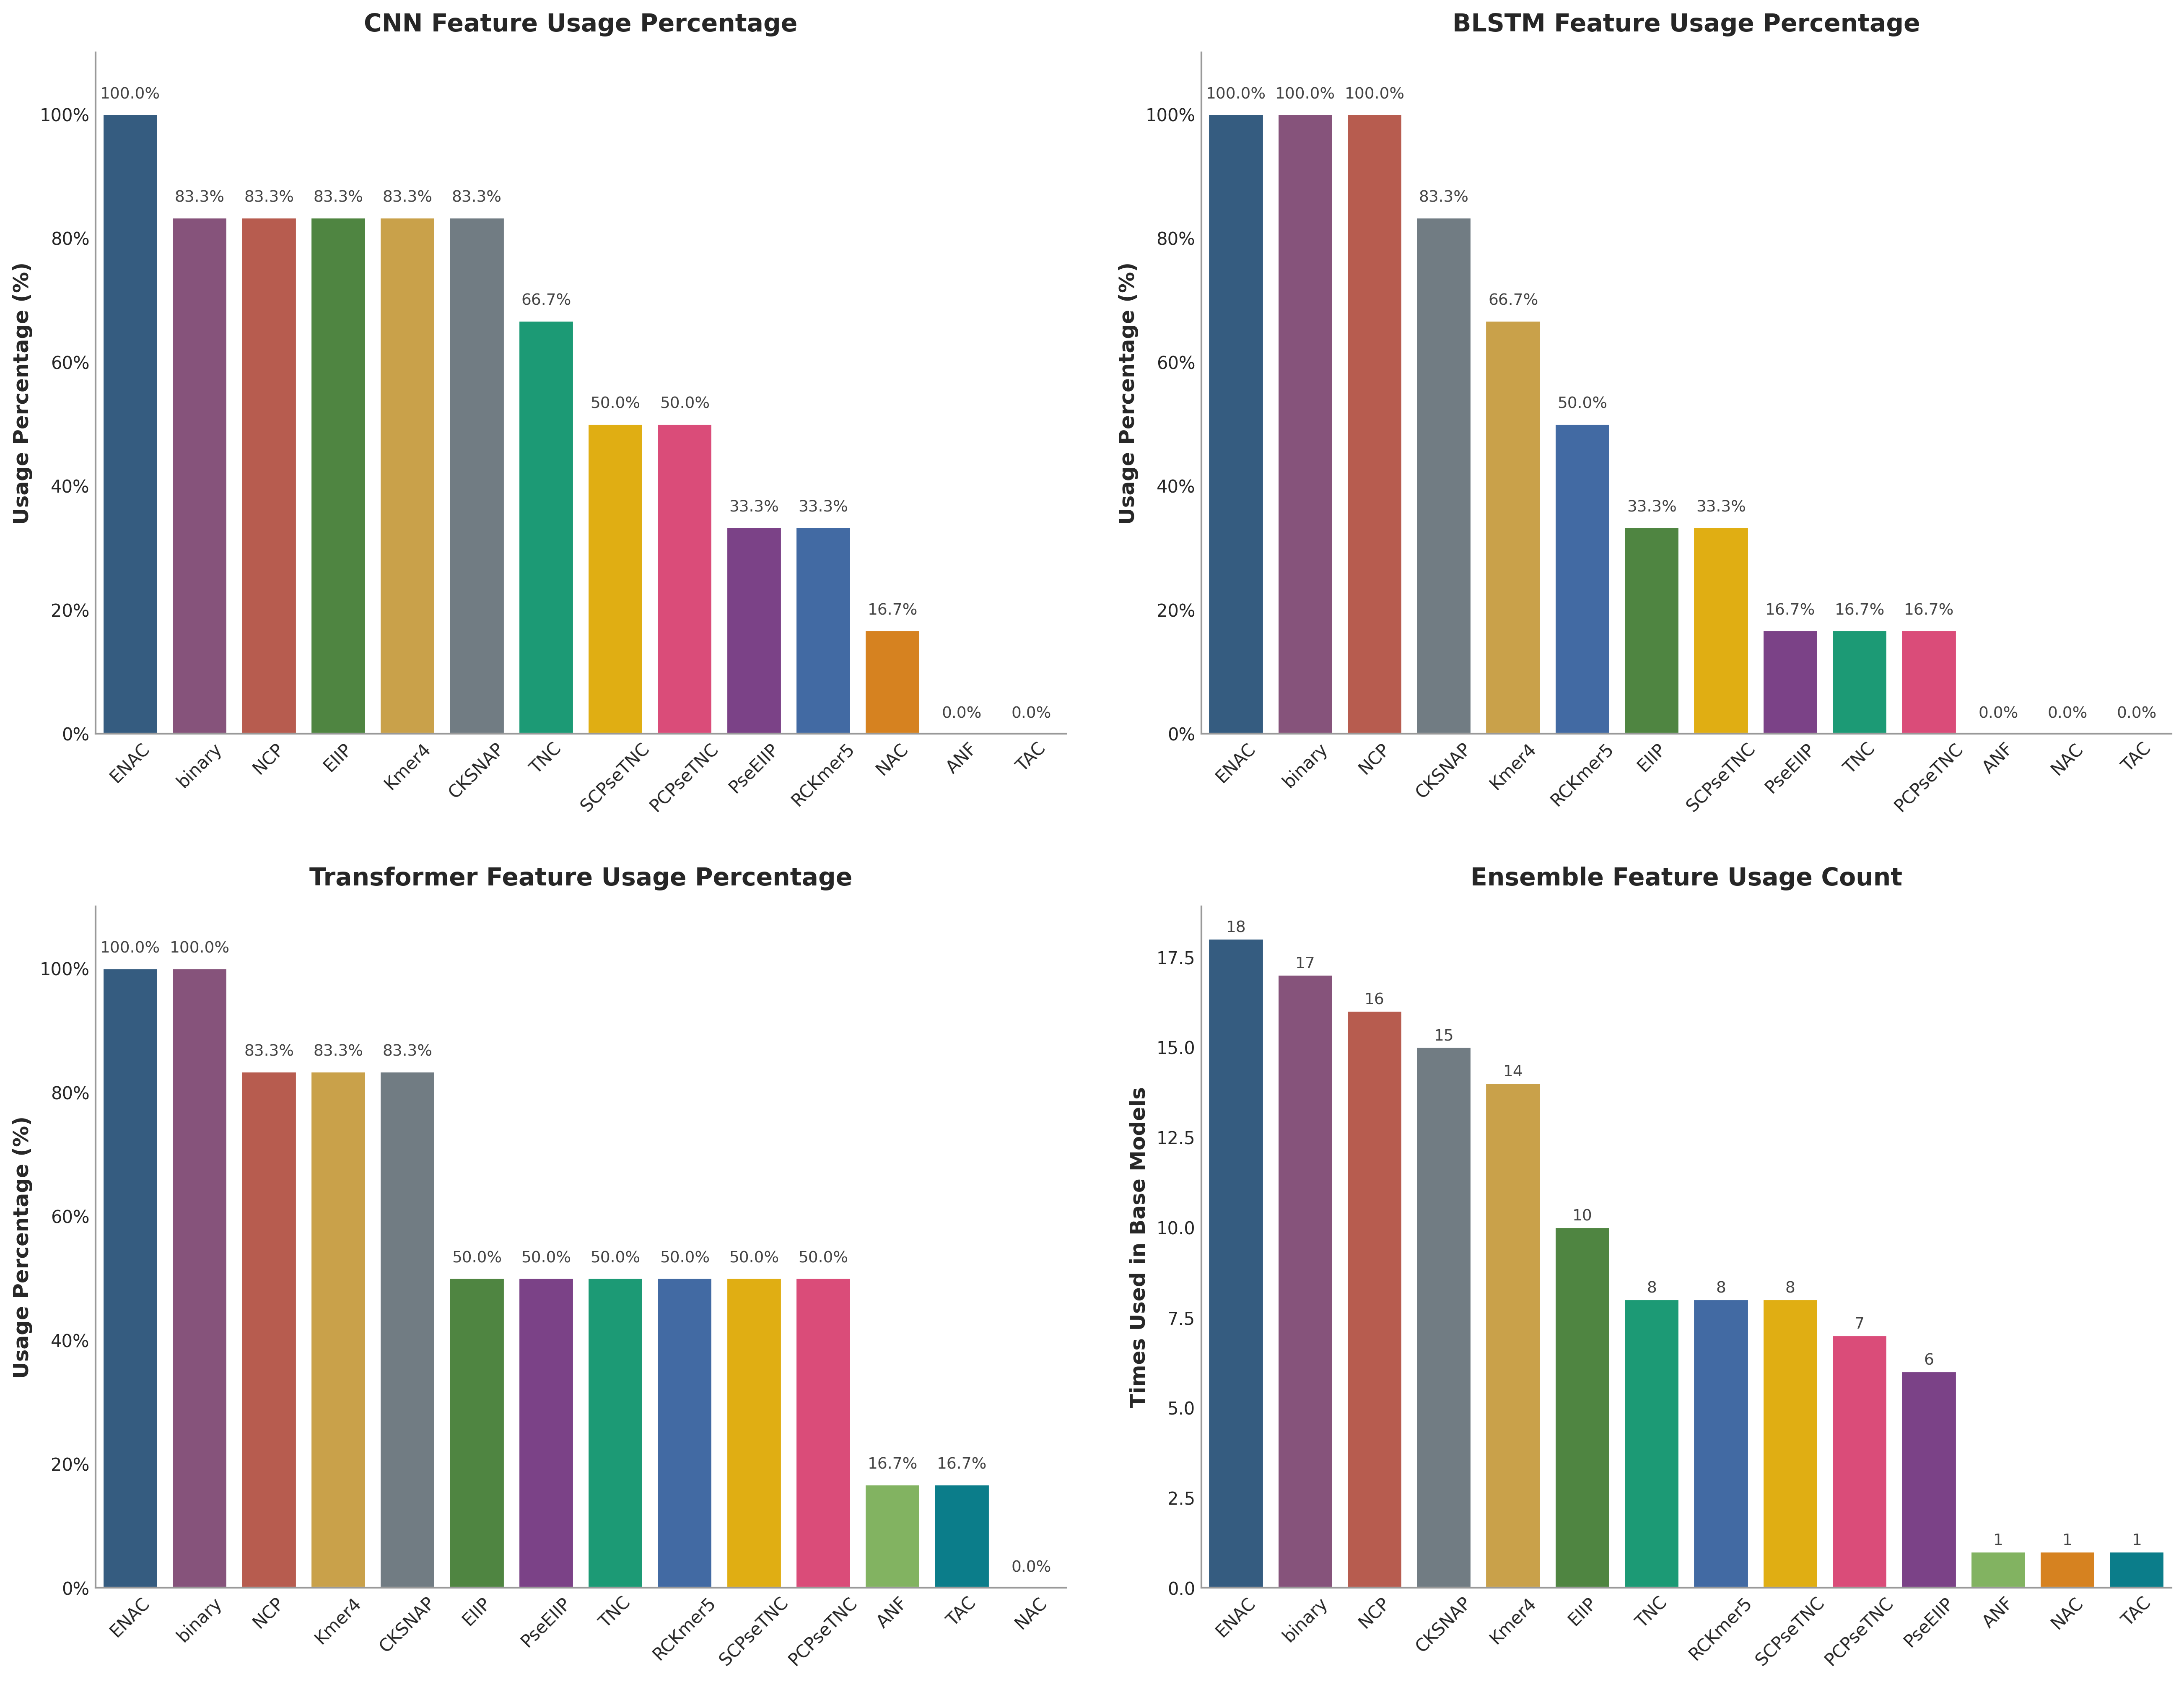 CNN Feature Usage Percentage
Usage Percentage (%)
100%
80%
60%
40%
20%
0%
100.0%
83.3%
83.3%
83.3%
83.3%
83.3%
66.7%
50.0%
50.0%
33.3%
33.3%
16.7%
0.0%
0.0%
ENAC
binary
NCP
EIIP
Kmer4
CKSNAP
TNC
SCPseTNC
PCPseTNC
PseEIIP
RCKmer5
NAC
ANF
TAC
BLSTM Feature Usage Percentage
Usage Percentage (%)
100%
80%
60%
40%
20%
0%
100.0%
100.0%
100.0%
83.3%
66.7%
50.0%
33.3%
33.3%
16.7%
16.7%
16.7%
0.0%
0.0%
0.0%
ENAC
binary
NCP
CKSNAP
Kmer4
RCKmer5
EIIP
SCPseTNC
PseEIIP
TNC
PCPseTNC
ANF
NAC
TAC
Transformer Feature Usage Percentage
Usage Percentage (%)
100%
80%
60%
40%
20%
0%
100.0%
100.0%
83.3%
83.3%
83.3%
50.0%
50.0%
50.0%
50.0%
50.0%
50.0%
16.7%
16.7%
0.0%
ENAC
binary
NCP
Kmer4
CKSNAP
EIIP
PseEIIP
TNC
RCKmer5
SCPseTNC
PCPseTNC
ANF
TAC
NAC
Ensemble Feature Usage Count
Times Used in Base Models
17.5
15.0
12.5
10.0
7.5
5.0
2.5
0.0
18
17
16
15
14
10
8
8
8
7
6
1
1
1
ENAC
binary
NCP
CKSNAP
Kmer4
EIIP
TNC
RCKmer5
SCPseTNC
PCPseTNC
PseEIIP
ANF
NAC
TAC